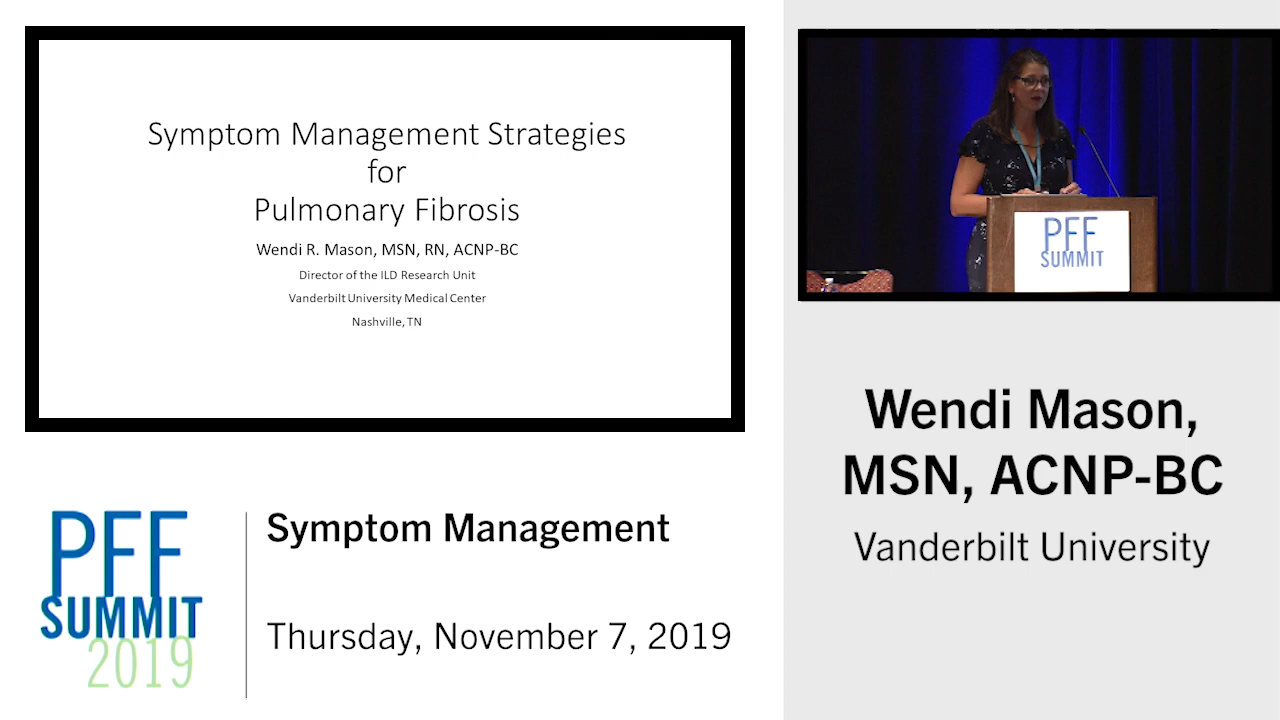 Symptom Management Strategies
for
Pulmonary Fibrosis
Wendi R. Mason, MSN, RN, ACNP-BC
Director of the ILD Research Unit
Vanderbilt University Medical Center
Nashville, TN
PFF
SUMMIT
Wendi Mason,
MSN, ACNP-BC
Vanderbilt University
PFF
SUMMIT
2019
Symptom Management
Thursday, November 7, 2019